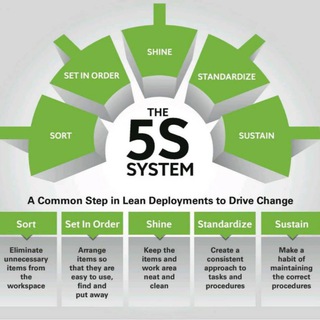 SHINE
SET IN ORDER
STANDARDIZE
SORT
SUSTAIN
THE
5S
SYSTEM
A Common Step in Lean Deployments to Drive Change
Sort
Eliminate
unnecessary
items from
the
workspace
Set In Order
Arrange
items so
that they are
easy to use,
find and
put away
Shine
Keep the
items and
work area
neat and
clean
Standardize
Create a
consistent
approach to
tasks and
procedures
Sustain
Make a
habit of
maintaining
the correct
procedures